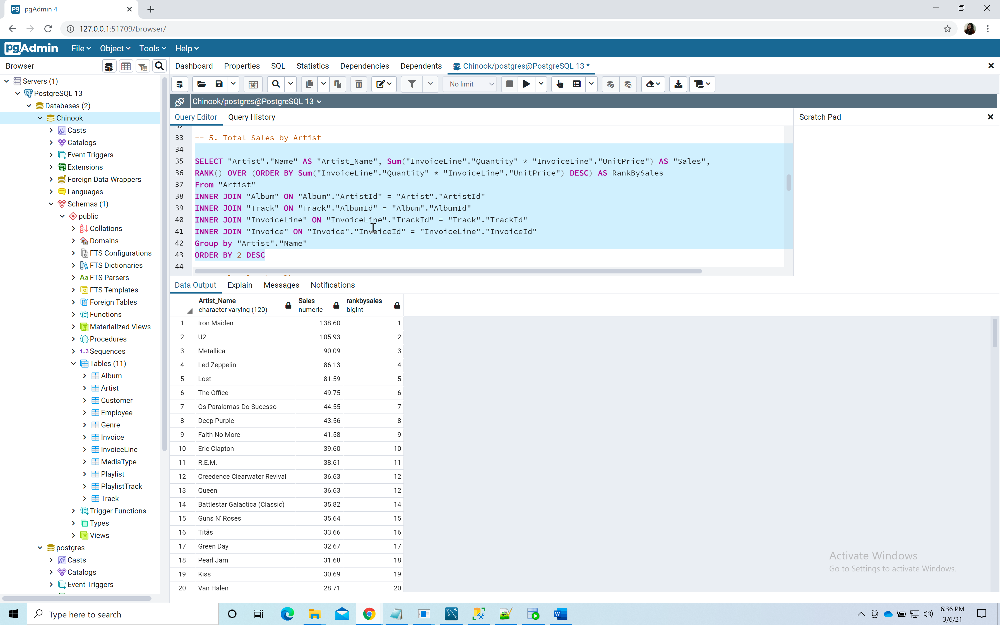 pgAdmin 4
127.0.0.1:51709/browser/
pgAdmin File Object Tools Help
Browser
Dashboard Properties SQL Statistics Dependencies Dependents Chinook/postgres@PostgreSQL 13 *
No limit
Chinook/postgres@PostgreSQL 13
Query Editor Query History
Scratch Pad
Servers (1)
PostgreSQL 13
Databases (2)
Chinook
Casts
Catalogs
Event Triggers
Extensions
Foreign Data Wrappers
Languages
Schemas (1)
public
Collations
Domains
FTS Configurations
FTS Dictionaries
Aa FTS Parsers
FTS Templates
Foreign Tables
Functions
Materialized Views
Procedures
1..3 Sequences
Tables (11)
Album
Artist
Customer
Employee
Genre
Invoice
InvoiceLine
MediaType
Playlist
PlaylistTrack
Track
Trigger Functions
Types
Views
postgres
Casts
Catalogs
Event Triggers
32
33 -- 5. Total Sales by Artist
34
35 SELECT "Artist"."Name" AS "Artist_Name", Sum("InvoiceLine"."Quantity" * "InvoiceLine"."UnitPrice") AS "Sales",
36 RANK() OVER (ORDER BY Sum("InvoiceLine"."Quantity" * "InvoiceLine"."UnitPrice") DESC) AS RankBySales
37 From "Artist"
38 INNER JOIN "Album" ON "Album"."ArtistId" = "Artist"."ArtistId"
39 INNER JOIN "Track" ON "Track"."AlbumId" = "Album"."AlbumId"
40 INNER JOIN "InvoiceLine" ON "InvoiceLine"."TrackId" = "Track"."TrackId"
41 INNER JOIN "Invoice" ON "Invoice"."InvoiceId" = "InvoiceLine"."InvoiceId"
42 Group by "Artist"."Name"
43 ORDER BY 2 DESC
44
Data Output Explain Messages Notifications
Artist_Name Sales rankbysales
character varying (120) numeric bigint
1 Iron Maiden 138.60 1
2 U2 105.93 2
3 Metallica 90.09 3
4 Led Zeppelin 86.13 4
5 Lost 81.59 5
6 The Office 49.75 6
7 Os Paralamas Do Sucesso 44.55 7
8 Deep Purple 43.56 8
9 Faith No More 41.58 9
10 Eric Clapton 39.60 10
11 R.E.M. 38.61 11
12 Creedence Clearwater Revival 36.63 12
13 Queen 36.63 12
14 Battlestar Galactica (Classic) 35.82 14
15 Guns N' Roses 35.64 15
16 Titãs 33.66 16
17 Green Day 32.67 17
18 Pearl Jam 31.68 18
19 Kiss 30.69 19
20 Van Halen 28.71 20
Activate Windows
Go to Settings to activate Windows.
Type here to search
6:36 PM
3/6/21